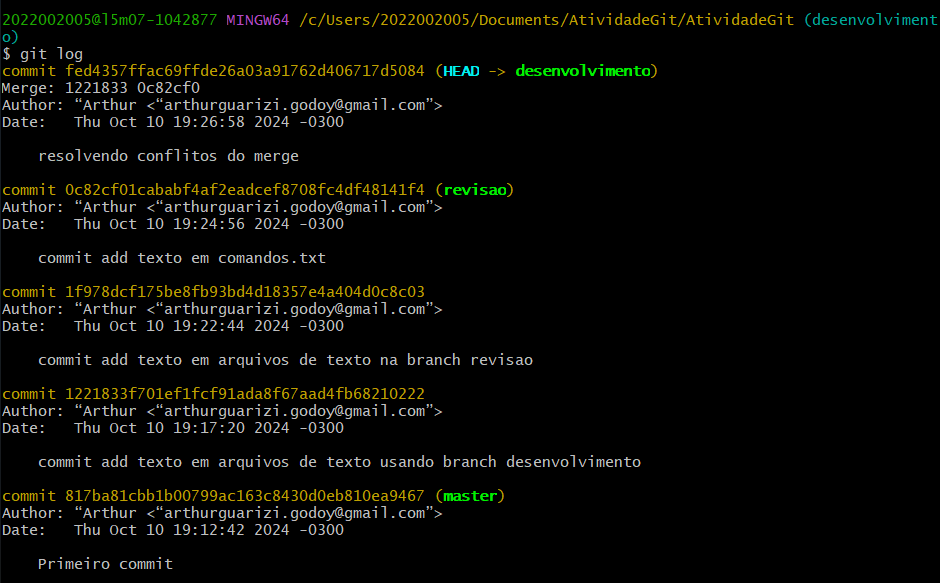 2022002005@l5m07-1042877 MINGW64 /c/Users/2022002005/Documents/AtividadeGit/AtividadeGit (desenvolviment
o)
$ git log
commit fed4357ffac69ffde26a03a91762d406717d5084 (HEAD -> desenvolvimento)
Merge: 1221833 0c82cf0
Author: “Arthur <“arthurguarizi.godoy@gmail.com”>
Date:   Thu Oct 10 19:26:58 2024 -0300
    resolvendo conflitos do merge
commit 0c82cf01cababf4af2eadcef8708fc4df48141f4 (revisao)
Author: “Arthur <“arthurguarizi.godoy@gmail.com”>
Date:   Thu Oct 10 19:24:56 2024 -0300
    commit add texto em comandos.txt
commit 1f978dcf175be8fb93bd4d18357e4a404d0c8c03
Author: “Arthur <“arthurguarizi.godoy@gmail.com”>
Date:   Thu Oct 10 19:22:44 2024 -0300
    commit add texto em arquivos de texto na branch revisao
commit 1221833f701ef1fcf91ada8f67aad4fb68210222
Author: “Arthur <“arthurguarizi.godoy@gmail.com”>
Date:   Thu Oct 10 19:17:20 2024 -0300
    commit add texto em arquivos de texto usando branch desenvolvimento
commit 817ba81cbb1b00799ac163c8430d0eb810ea9467 (master)
Author: “Arthur <“arthurguarizi.godoy@gmail.com”>
Date:   Thu Oct 10 19:12:42 2024 -0300
    Primeiro commit